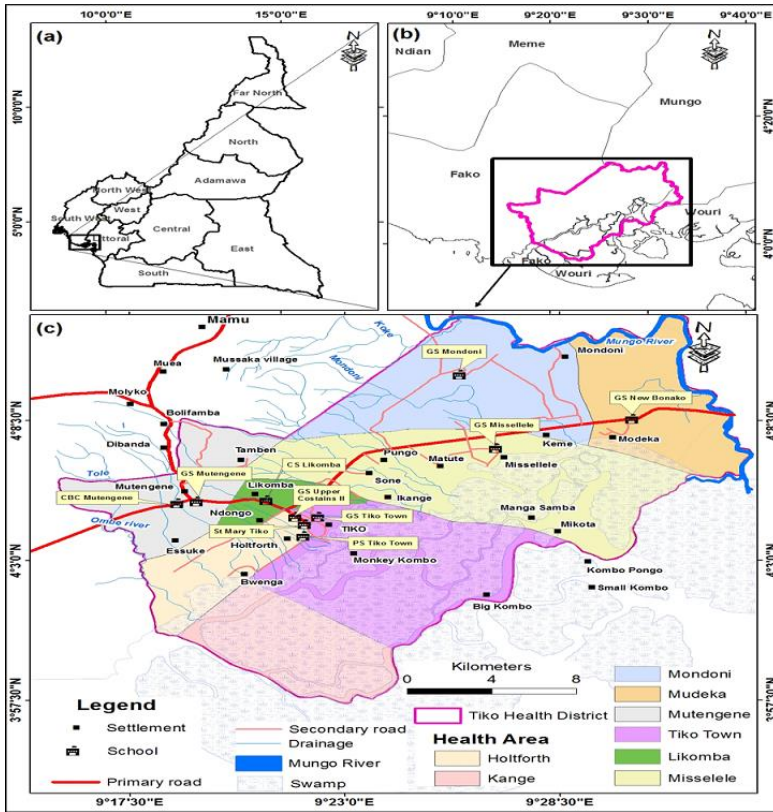 10°0'0"E 15°0'0"E
(a)
N
Far North
North
Adamawa
North West
West
South West
Littoral
Central
East
South
10°0'0"N
5°0'0"N
9°10'0"E 9°20'0"E 9°30'0"E 9°40'0"E
(b)
N
Ndian
Meme
Mungo
Fako
Wouri
Fako
Wouri
4°20'0"N
4°0'0"N
(c)
N
Mamu
Koke
Mungo River
Muea
Mussaka village
Mondoni
GS Mondoni
Mondoni
Molyko
GS New Bonako
Bolifamba
GS Missellele
Dibanda
Modeka
Keme
Tamben
Pungo
Matute
Missellele
Tole
GS Mutengene
CS Likomba
Sone
Mutengene
Likomba
GS Upper Costains II
Ikange
CBC Mutengene
Ndongo
GS Tiko Town
Manga Samba
Ombe river
St Mary Tiko
TIKO
Mikota
Holtforth
PS Tiko Town
Essuke
Monkey Kombo
Kombo Pongo
Bwenga
Small Kombo
Big Kombo
4°8'30"N
4°3'0"N
3°57'30"N
Kilometers
0 4 8
Legend
Settlement
School
Primary road
Secondary road
Drainage
Mungo River
Swamp
Tiko Health District
Health Area
Holtforth
Kange
Mondoni
Mudeka
Mutengene
Tiko Town
Likomba
Misselele
9°17'30"E 9°23'0"E 9°28'30"E